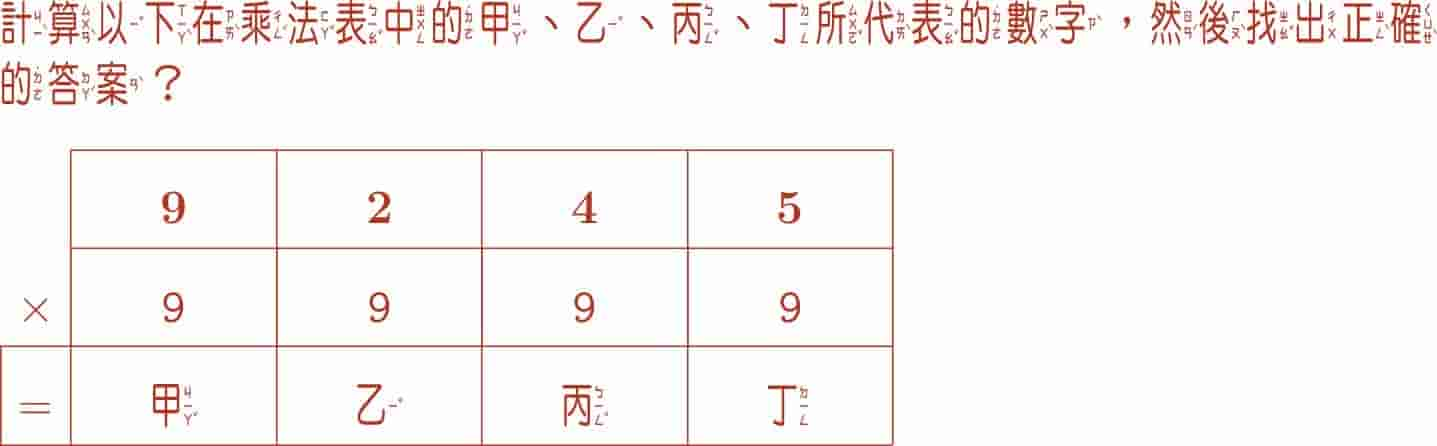 計算以下在乘法表中的甲、乙、丙、丁所代表的數字，然後找出正確
的答案？
9 2 4 5
× 9 9 9 9
= 甲 乙 丙 丁